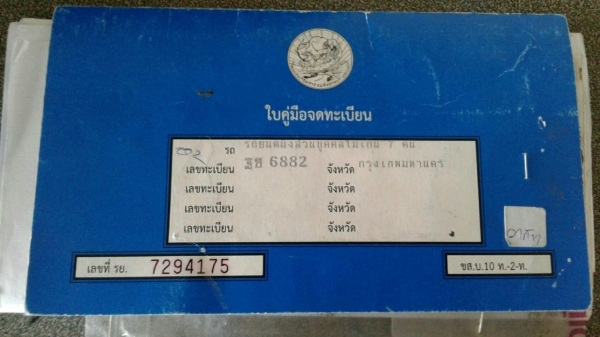 ใบคู่มือจดทะเบียน
รถ รถยนต์นั่งส่วนบุคคลไม่เกิน 7 คน
เลขทะเบียน ฐช 6882 จังหวัด กรุงเทพมหานคร
เลขทะเบียน จังหวัด
เลขทะเบียน จังหวัด
เลขทะเบียน จังหวัด
เลขที่ รย. 7294175
ขส.บ.10 ท.-2-ท.